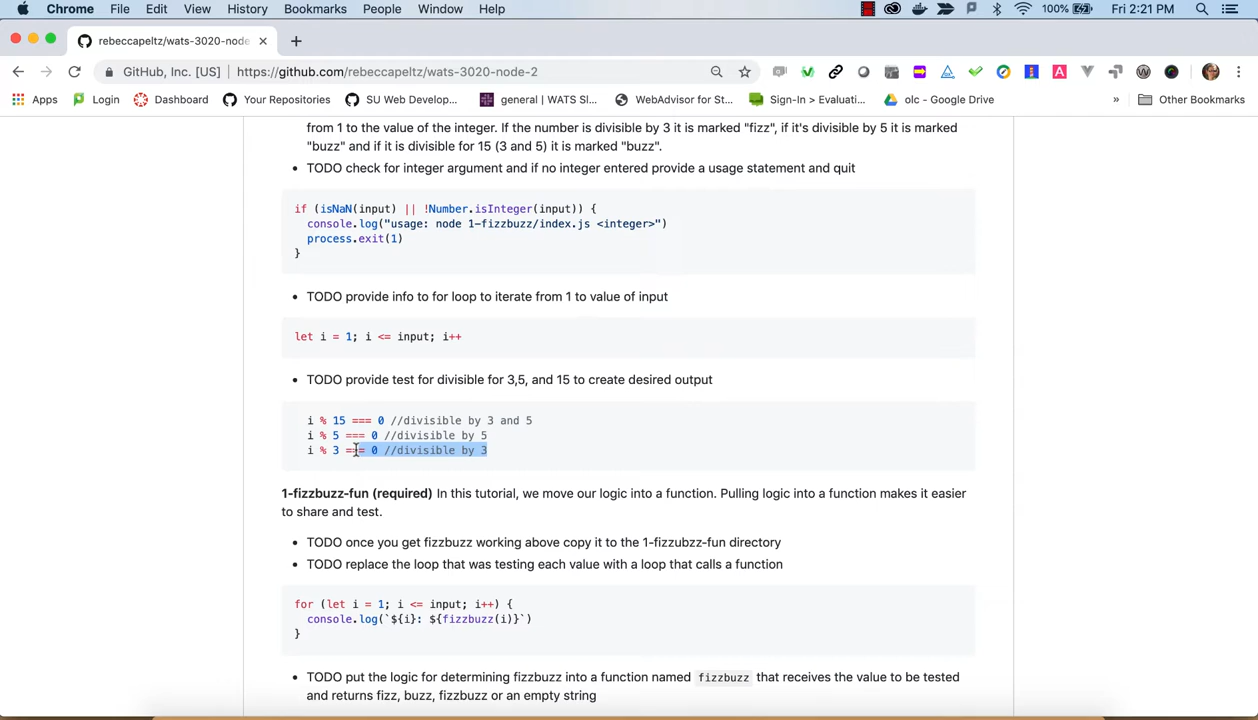 Chrome File Edit View History Bookmarks People Window Help 100% Fri 2:21 PM
rebeccapeltz/wats-3020-node-
GitHub, Inc. [US] https://github.com/rebeccapeltz/wats-3020-node-2
Apps Login Dashboard Your Repositories SU Web Develop... general | WATS Sl... WebAdvisor for St... Sign-In > Evaluati... olc - Google Drive » Other Bookmarks
from 1 to the value of the integer. If the number is divisible by 3 it is marked "fizz", if it's divisible by 5 it is marked
"buzz" and if it is divisible for 15 (3 and 5) it is marked "buzz".
• TODO check for integer argument and if no integer entered provide a usage statement and quit
if (isNaN(input) || !Number.isInteger(input)) {
console.log("usage: node 1-fizzbuzz/index.js <integer>")
process.exit(1)
}
• TODO provide info to for loop to iterate from 1 to value of input
let i = 1; i <= input; i++
• TODO provide test for divisible for 3,5, and 15 to create desired output
i % 15 === 0 //divisible by 3 and 5
i % 5 === 0 //divisible by 5
i % 3 === 0 //divisible by 3
1-fizzbuzz-fun (required) In this tutorial, we move our logic into a function. Pulling logic into a function makes it easier
to share and test.
• TODO once you get fizzbuzz working above copy it to the 1-fizzubzz-fun directory
• TODO replace the loop that was testing each value with a loop that calls a function
for (let i = 1; i <= input; i++) {
console.log(`${i}: ${fizzbuzz(i)}`)
}
• TODO put the logic for determining fizzbuzz into a function named fizzbuzz that receives the value to be tested
and returns fizz, buzz, fizzbuzz or an empty string